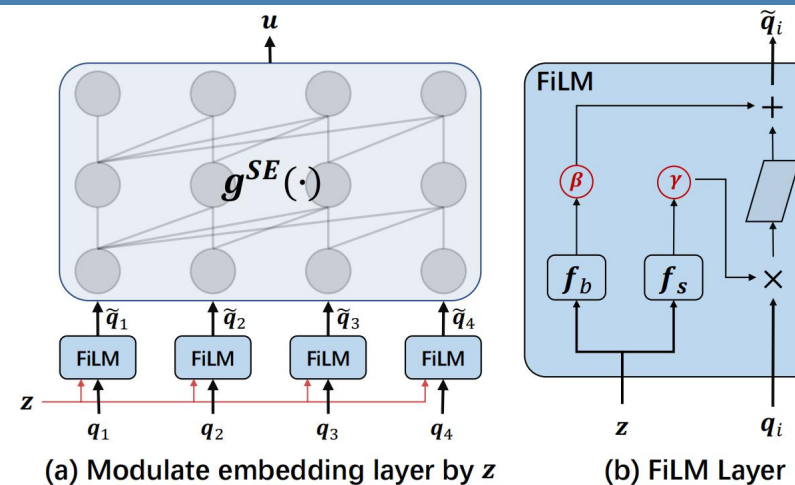 u
g^{SE}(·)
q̃₁ q̃₂ q̃₃ q̃₄
FiLM FiLM FiLM FiLM
z
q₁ q₂ q₃ q₄
(a) Modulate embedding layer by z
q̃ᵢ
FiLM
+
β γ
f_b f_s ×
z qᵢ
(b) FiLM Layer